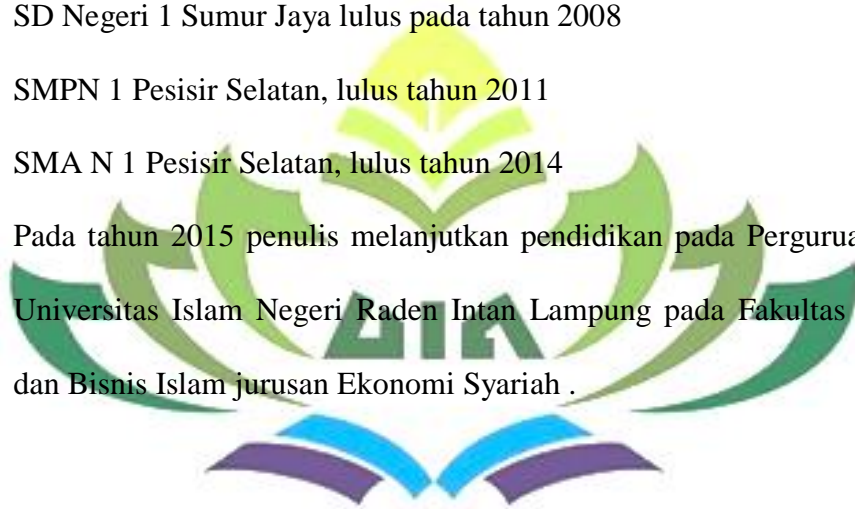 SD Negeri 1 Sumur Jaya lulus pada tahun 2008
SMPN 1 Pesisir Selatan, lulus tahun 2011
SMA N 1 Pesisir Selatan, lulus tahun 2014
Pada tahun 2015 penulis melanjutkan pendidikan pada
Universitas Islam Negeri Raden Intan Lampung pada Fakultas
dan Bisnis Islam jurusan Ekonomi Syariah .